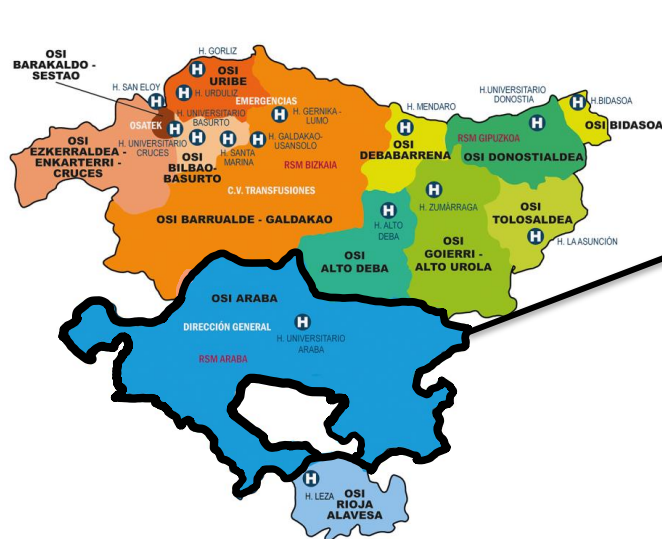 OSI
BARAKALDO -
SESTAO
H. GORLIZ
OSI
URIBE
H. SAN ELOY
H
H
H
H. URDULIZ
EMERGENCIAS
H. UNIVERSITARIO
BASURTO
OSATEK
H
H
H
H
H
H. GERNIKA -
LUMO
H. GALDAKAO-
USANSOLO
H. UNIVERSITARIO
CRUCES
H. SANTA
MARINA
OSI
EZKERRALDEA -
ENKARTERRI -
CRUCES
OSI
BILBAO-
BASURTO
RSM BIZKAIA
C.V. TRANSFUSIONES
OSI BARRUALDE - GALDAKAO
H. MENDARO
H
OSI
DEBABARRENA
H.UNIVERSITARIO
DONOSTIA
H
H
H.BIDASOA
OSI BIDASOA
RSM GIPUZKOA
OSI DONOSTIALDEA
H
H. ZUMÀRRAGA
H
H. ALTO
DEBA
OSI
TOLOSALDEA
H
H. LA ASUNCIÓN
OSI
ALTO DEBA
OSI
GOIERRI -
ALTO UROLA
OSI ARABA
DIRECCIÓN GENERAL
H
H. UNIVERSITARIO
ARABA
RSM ARABA
H
H. LEZA
OSI
RIOJA
ALAVESA